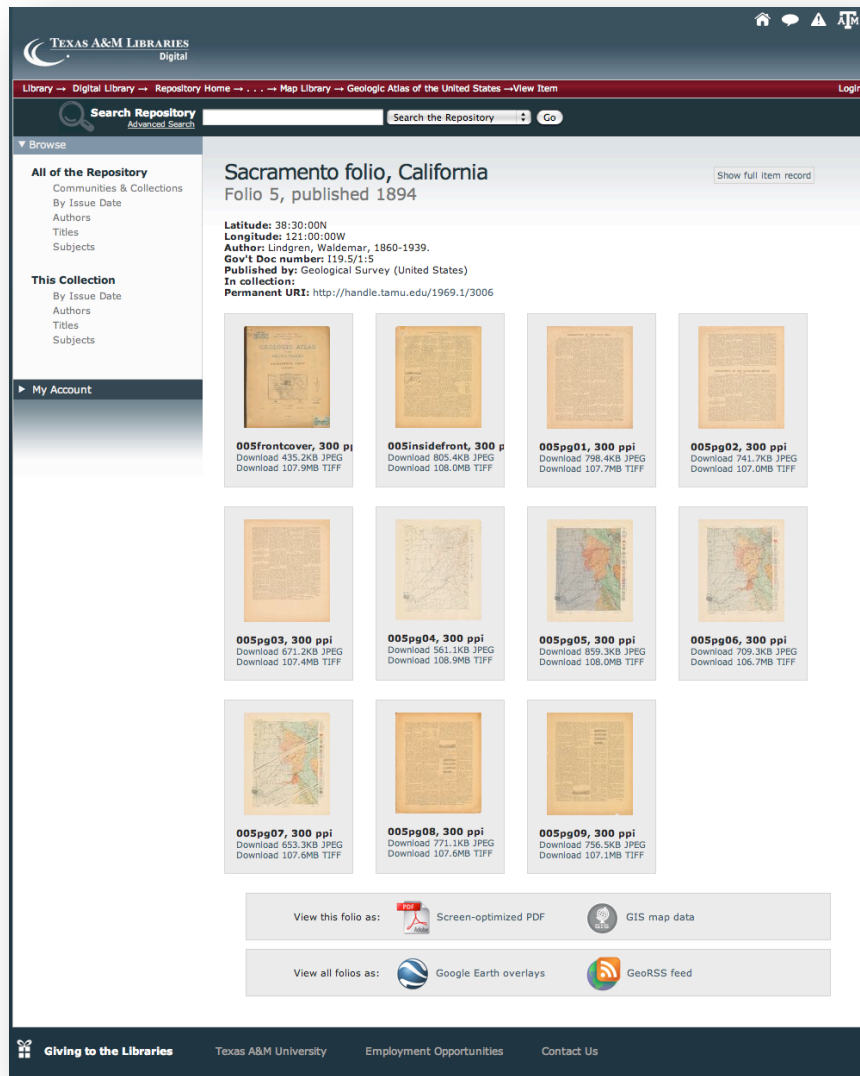 TEXAS A&M LIBRARIES
Digital
Library → Digital Library → Repository Home → . . . → Map Library → Geologic Atlas of the United States →View Item
Login
Search Repository
Advanced Search
Search the Repository
Go
▼ Browse
All of the Repository
Communities & Collections
By Issue Date
Authors
Titles
Subjects
This Collection
By Issue Date
Authors
Titles
Subjects
► My Account
Sacramento folio, California
Show full item record
Folio 5, published 1894
Latitude: 38:30:00N
Longitude: 121:00:00W
Author: Lindgren, Waldemar, 1860-1939.
Gov't Doc number: I19.5/1:5
Published by: Geological Survey (United States)
In collection:
Permanent URI: http://handle.tamu.edu/1969.1/3006
GEOLOGIC ATLAS
005frontcover, 300 pp
Download 435.2KB JPEG
Download 107.9MB TIFF
005insidefront, 300 p
Download 805.4KB JPEG
Download 108.0MB TIFF
005pg01, 300 ppi
Download 798.4KB JPEG
Download 107.7MB TIFF
005pg02, 300 ppi
Download 741.7KB JPEG
Download 107.0MB TIFF
005pg03, 300 ppi
Download 671.2KB JPEG
Download 107.4MB TIFF
005pg04, 300 ppi
Download 561.1KB JPEG
Download 108.9MB TIFF
005pg05, 300 ppi
Download 859.3KB JPEG
Download 108.0MB TIFF
005pg06, 300 ppi
Download 709.3KB JPEG
Download 106.7MB TIFF
005pg07, 300 ppi
Download 653.3KB JPEG
Download 107.6MB TIFF
005pg08, 300 ppi
Download 771.1KB JPEG
Download 107.6MB TIFF
005pg09, 300 ppi
Download 756.5KB JPEG
Download 107.1MB TIFF
View this folio as:
PDF
Adobe
Screen-optimized PDF
GIS
GIS map data
View all folios as:
Google Earth overlays
GeoRSS feed
Giving to the Libraries
Texas A&M University
Employment Opportunities
Contact Us